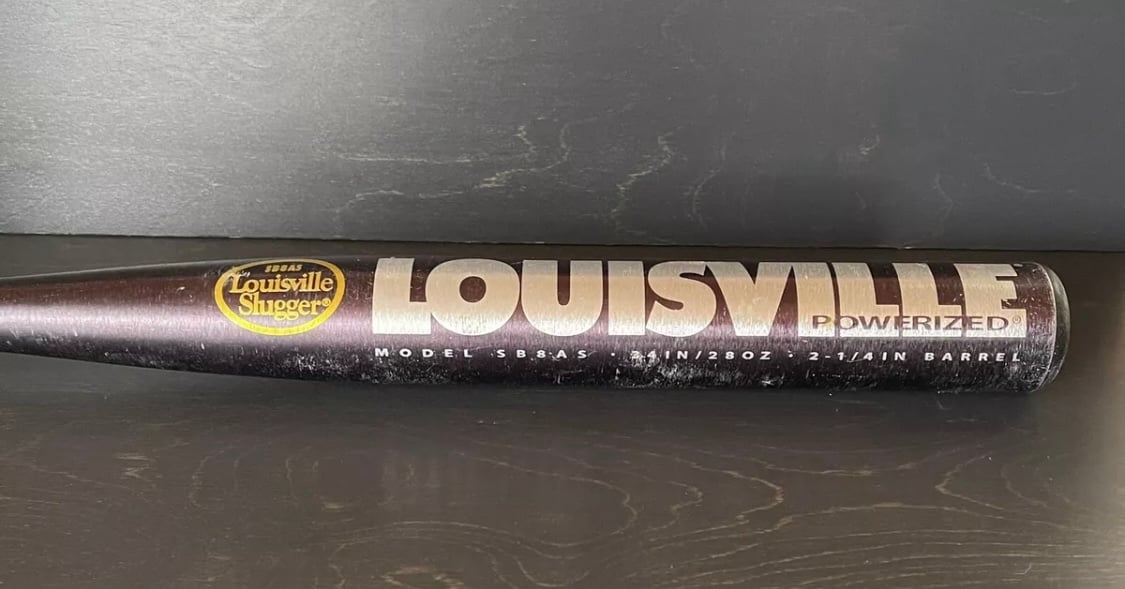 SB8AS
Louisville
Slugger®
LOUISVILLE
POWERIZED®
MODEL SB8AS · 34IN/28OZ · 2-1/4IN BARREL